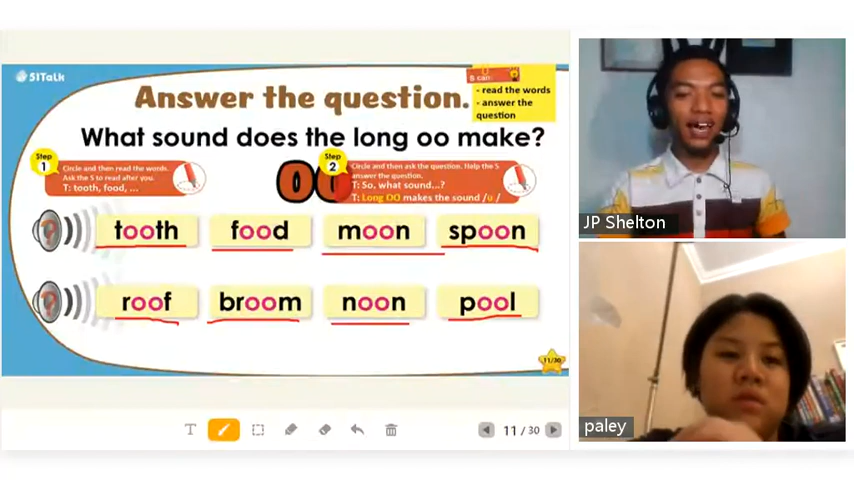 51Talk
Answer the question.
S can:
- read the words
- answer the
question
What sound does the long oo make?
Step
1
Circle and then read the words.
Ask the S to read after you.
T: tooth, food, ...
oo
Step
2
Circle and then ask the question. Help the S
answer the question.
T: So, what sound...?
T: Long OO makes the sound /u /
tooth food moon spoon
roof broom noon pool
11/30
T
11 / 30
JP Shelton
paley